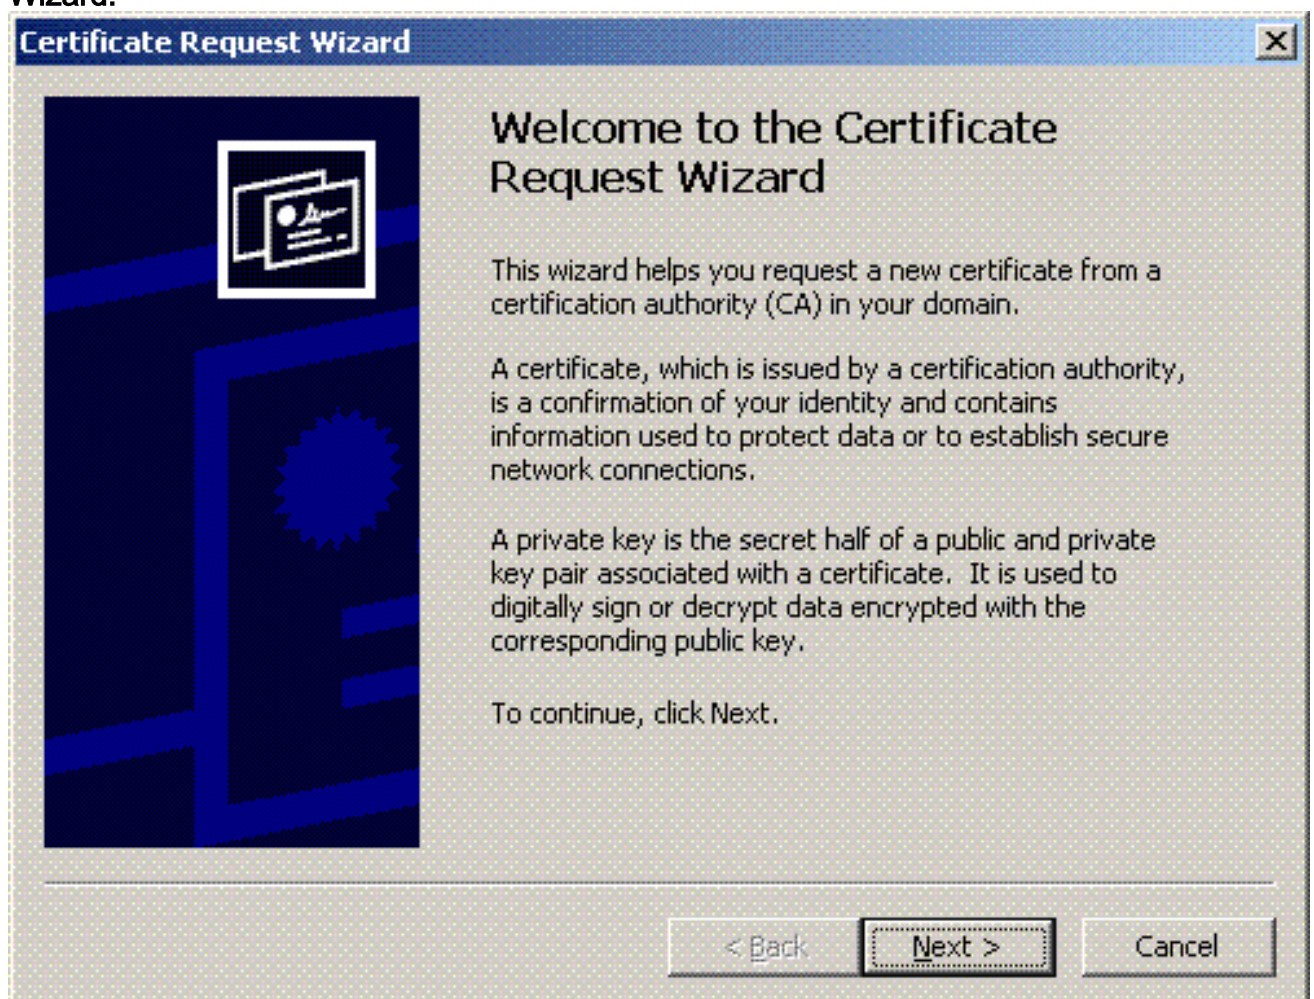 Wizard.
Certificate Request Wizard
Welcome to the Certificate
Request Wizard
This wizard helps you request a new certificate from a
certification authority (CA) in your domain.
A certificate, which is issued by a certification authority,
is a confirmation of your identity and contains
information used to protect data or to establish secure
network connections.
A private key is the secret half of a public and private
key pair associated with a certificate.  It is used to
digitally sign or decrypt data encrypted with the
corresponding public key.
To continue, click Next.
< Back
Next >
Cancel